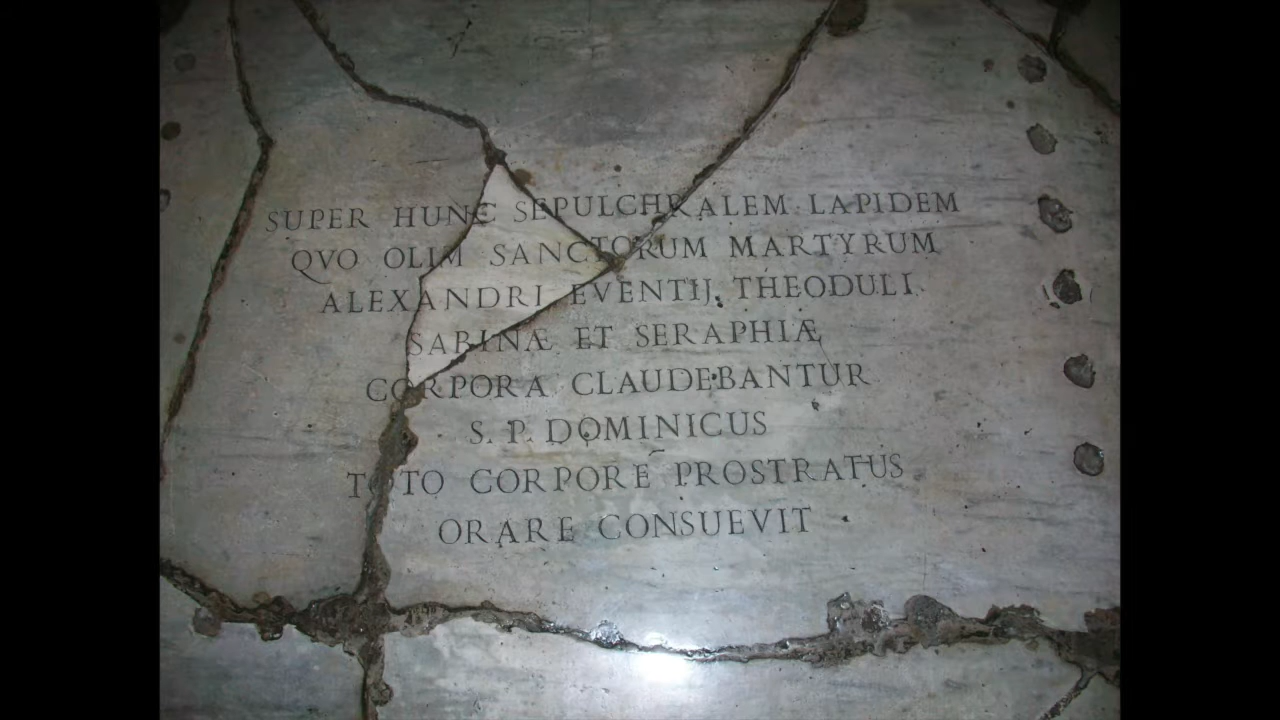 SUPER HUNC SEPULCHRALEM LAPIDEM
QVO OLIM SANCTORUM MARTYRUM
ALEXANDRI EVENTIJ, THEODULI
SABINÆ ET SERAPHIÆ
CORPORA CLAUDEBANTUR
S. P. DOMINICUS
TOTO CORPORE PROSTRATUS
ORARE CONSUEVIT